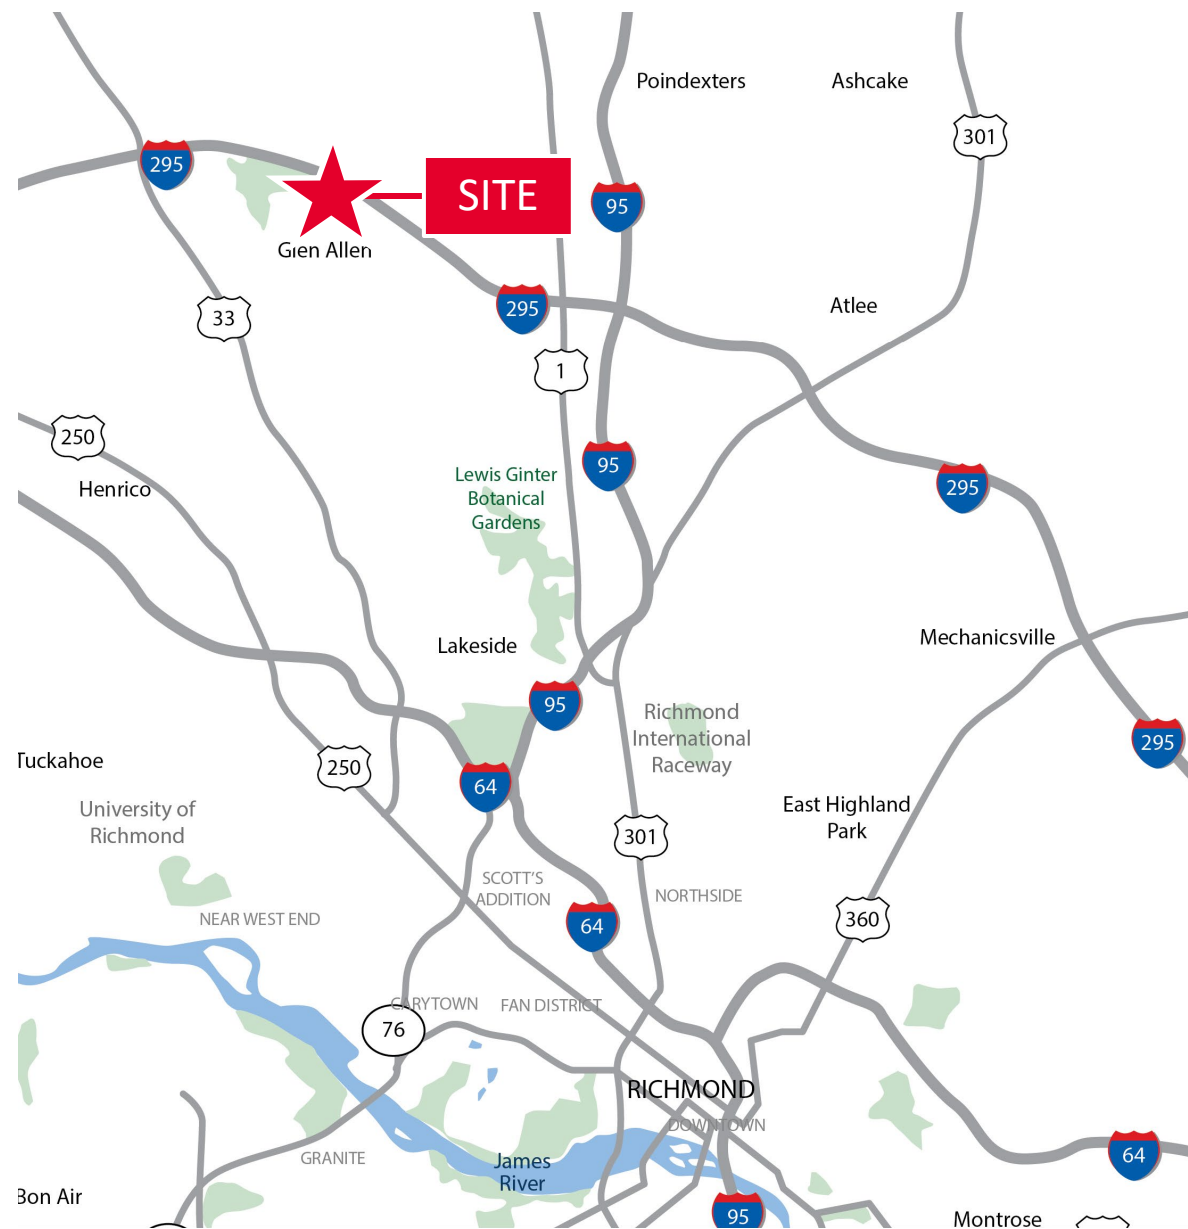 Poindexters
Ashcake
301
295
SITE
95
Glen Allen
295
Atlee
33
1
250
95
Lewis Ginter
Botanical
Gardens
295
Henrico
Mechanicsville
Lakeside
95
Richmond
International
Raceway
295
Tuckahoe
250
64
University of
Richmond
East Highland
Park
301
SCOTT'S
ADDITION
NORTHSIDE
NEAR WEST END
64
360
CARYTOWN
FAN DISTRICT
76
RICHMOND
DOWNTOWN
GRANITE
James
River
64
Bon Air
95
Montrose